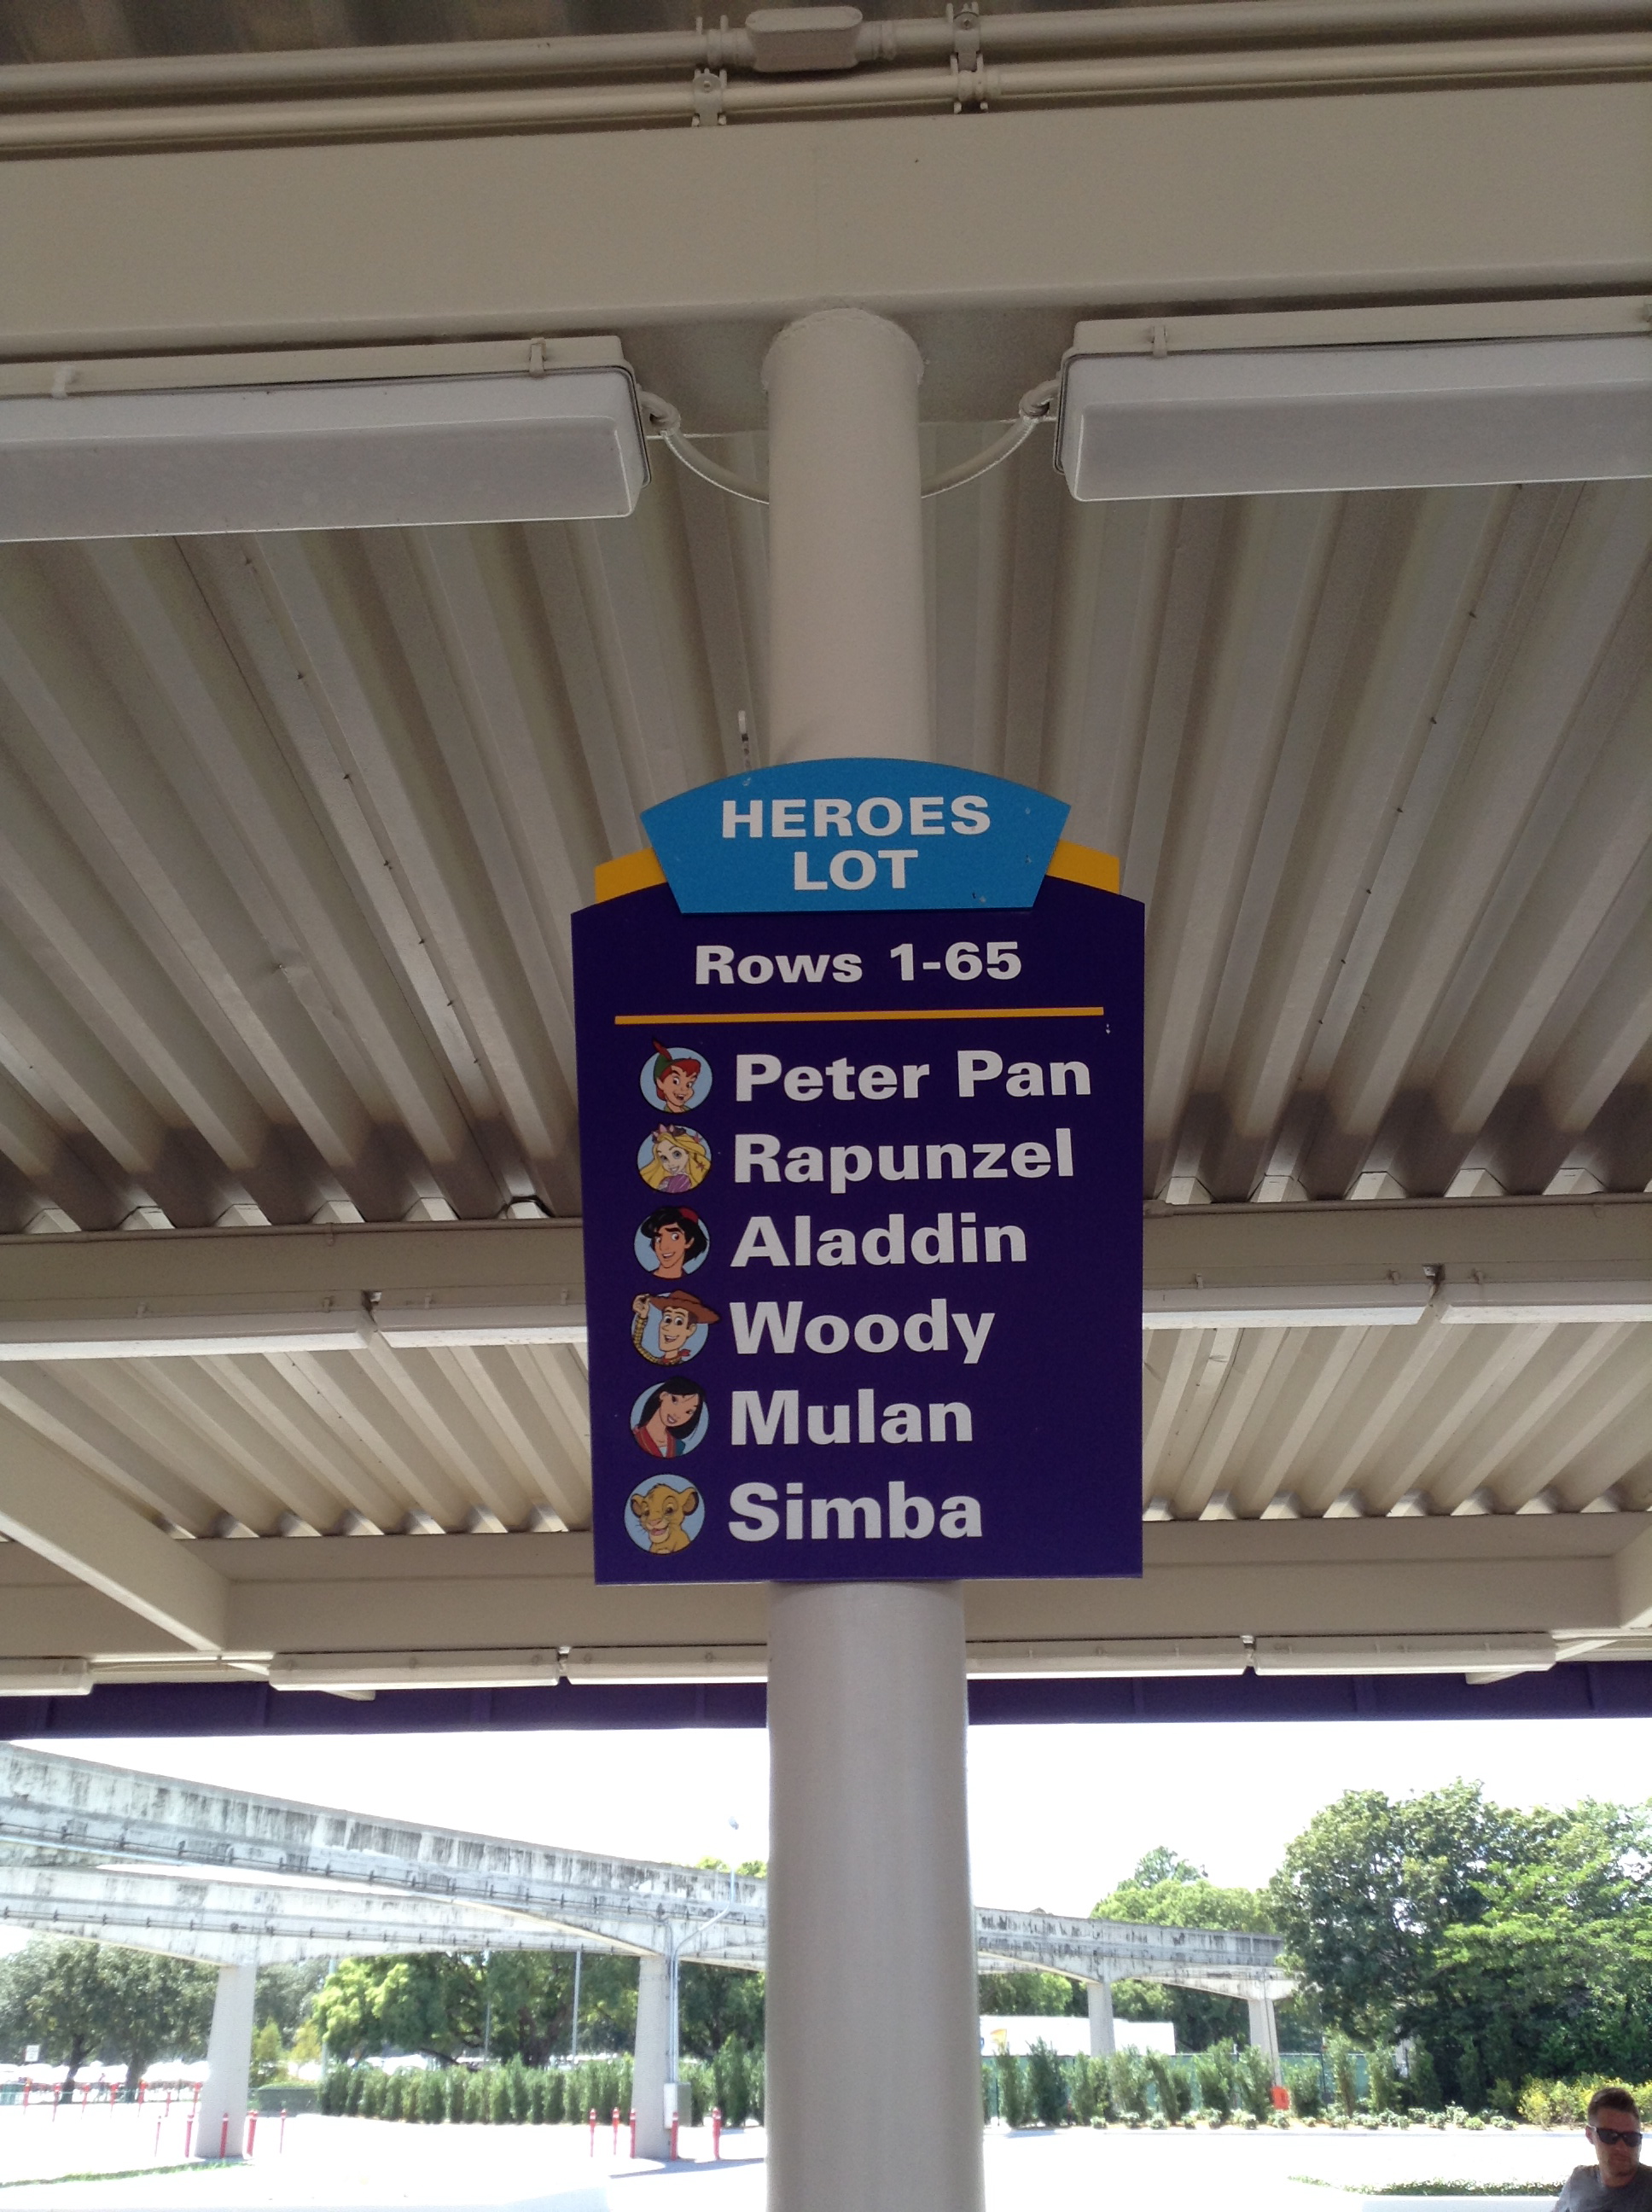 HEROES
LOT
Rows 1-65
Peter Pan
Rapunzel
Aladdin
Woody
Mulan
Simba